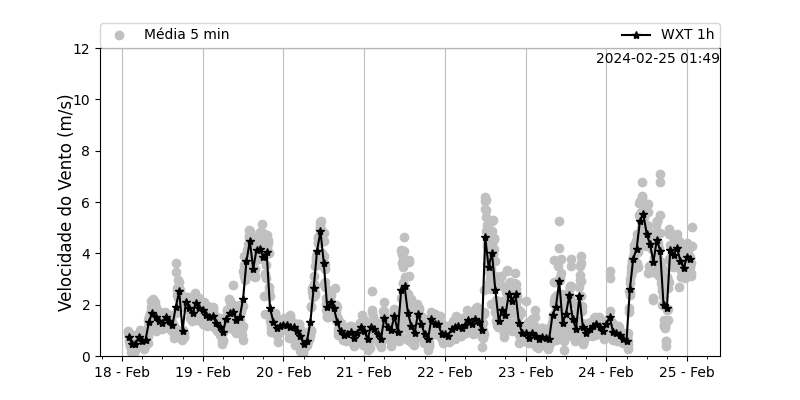 Média 5 min
WXT 1h
2024-02-25 01:49
Velocidade do Vento (m/s)
12
10
8
6
4
2
0
18 - Feb
19 - Feb
20 - Feb
21 - Feb
22 - Feb
23 - Feb
24 - Feb
25 - Feb